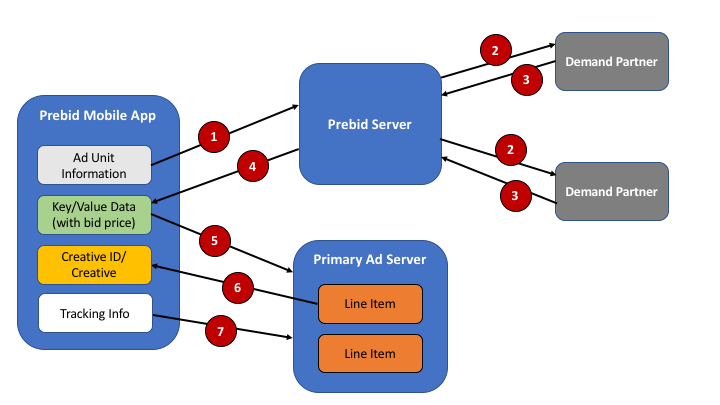 Prebid Mobile App
Ad Unit
Information
Key/Value Data
(with bid price)
Creative ID/
Creative
Tracking Info
1
4
5
6
7
Prebid Server
2
3
2
3
Demand Partner
Demand Partner
Primary Ad Server
Line Item
Line Item